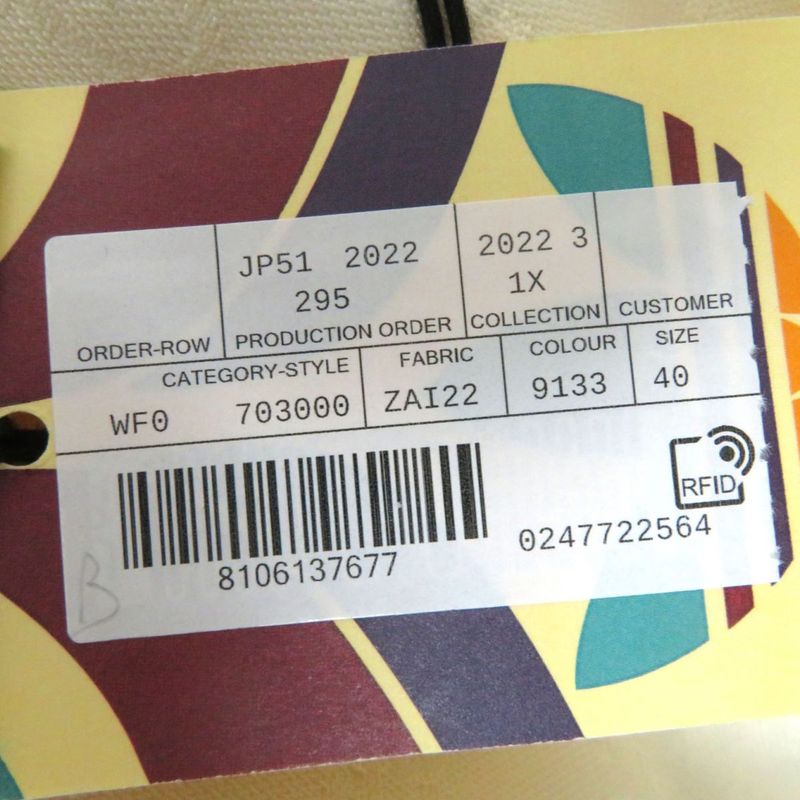 JP51 2022
295
2022 3
1X
ORDER-ROW
PRODUCTION ORDER
COLLECTION
CUSTOMER
CATEGORY-STYLE
FABRIC
COLOUR
SIZE
WF0 703000
ZAI22
9133
40
8106137677
RFID
0247722564
B